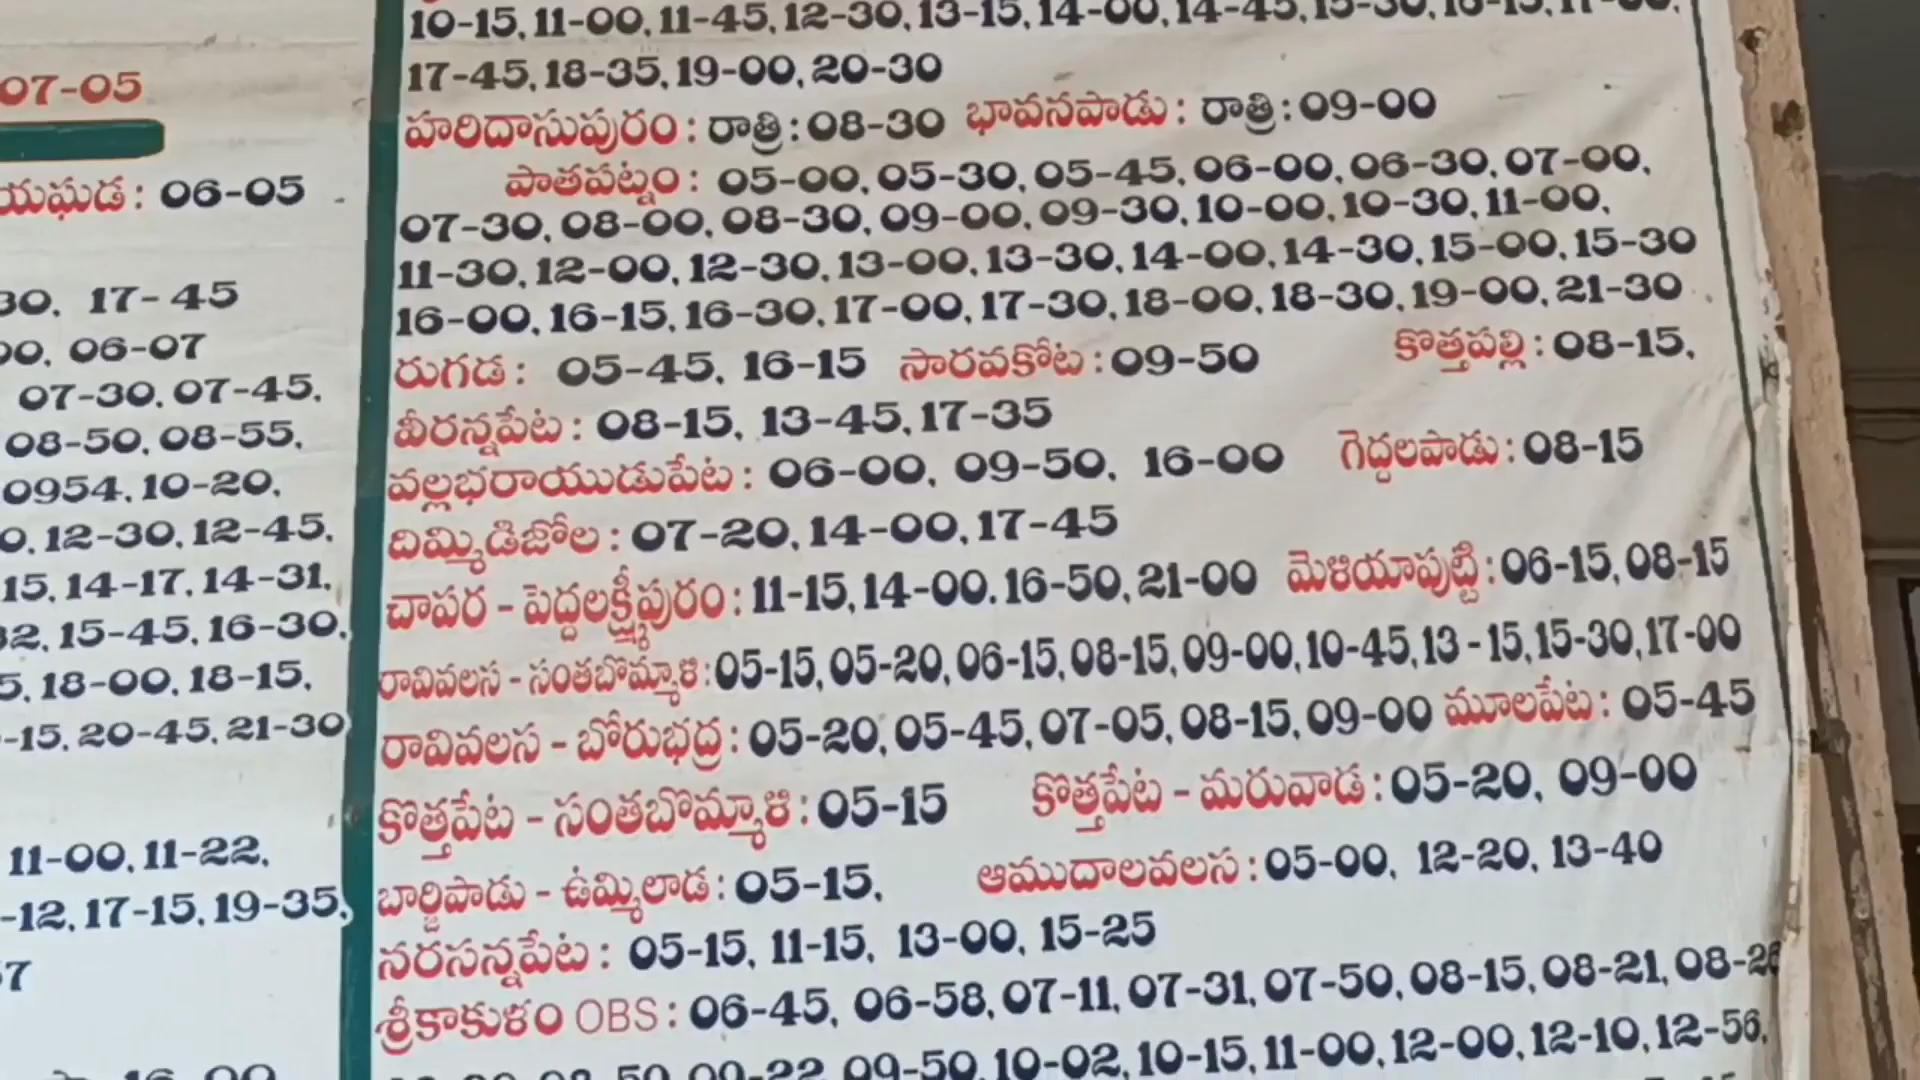 07-05
యఘడ: 06-05
30, 17-45
00, 06-07
07-30, 07-45,
08-50, 08-55,
0954, 10-20,
0, 12-30, 12-45,
15, 14-17, 14-31,
32, 15-45, 16-30,
5, 18-00, 18-15,
-15, 20-45, 21-30
11-00, 11-22,
-12, 17-15, 19-35,
10-15, 11-00, 11-45, 12-30, 13-15, 14-00, 14-45, 15-30,
17-45, 18-35, 19-00, 20-30
హరిదాసుపురం: రాత్రి: 08-30 భావనపాడు: రాత్రి: 09-00
పాతపట్నం: 05-00, 05-30, 05-45, 06-00, 06-30, 07-00,
07-30, 08-00, 08-30, 09-00, 09-30, 10-00, 10-30, 11-00,
11-30, 12-00, 12-30, 13-00, 13-30, 14-00, 14-30, 15-00, 15-30
16-00, 16-15, 16-30, 17-00, 17-30, 18-00, 18-30, 19-00, 21-30
రుగడ: 05-45, 16-15 సారవకోట: 09-50 కొత్తపల్లి: 08-15,
వీరన్నపేట: 08-15, 13-45, 17-35
వల్లభరాయుడుపేట: 06-00, 09-50, 16-00 గెద్దలపాడు: 08-15
దిమ్మిడిజోల: 07-20, 14-00, 17-45
చాపర - పెద్దలక్ష్మీపురం: 11-15, 14-00. 16-50, 21-00 మెళియాపుట్టి: 06-15, 08-15
రావివలస - సంతబొమ్మాళి: 05-15, 05-20, 06-15, 08-15, 09-00, 10-45, 13-15, 15-30, 17-00
రావివలస - బోరుభద్ర: 05-20, 05-45, 07-05, 08-15, 09-00 మూలపేట: 05-45
కొత్తపేట - సంతబొమ్మాళి: 05-15 కొత్తపేట - మరువాడ: 05-20, 09-00
బార్జిపాడు - ఉమ్మిలాడ: 05-15, ఆముదాలవలస: 05-00, 12-20, 13-40
నరసన్నపేట: 05-15, 11-15, 13-00, 15-25
శ్రీకాకుళం OBS: 06-45, 06-58, 07-11, 07-31, 07-50, 08-15, 08-21,
09-50, 10-02, 10-15, 11-00, 12-00, 12-10, 12-56,